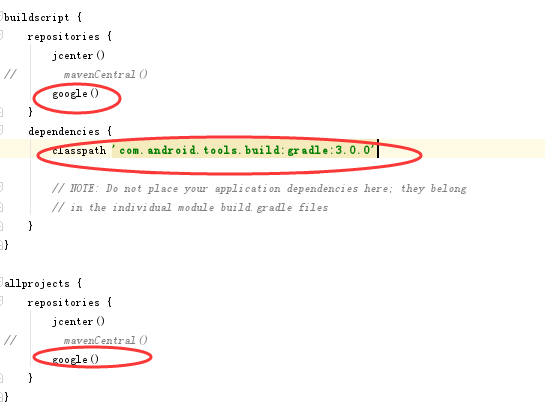 buildscript {
    repositories {
        jcenter()
//        mavenCentral()
        google()
    }
    dependencies {
        classpath 'com.android.tools.build:gradle:3.0.0'
        // NOTE: Do not place your application dependencies here; they belong
        // in the individual module build.gradle files
    }
}
allprojects {
    repositories {
        jcenter()
//        mavenCentral()
        google()
    }
}